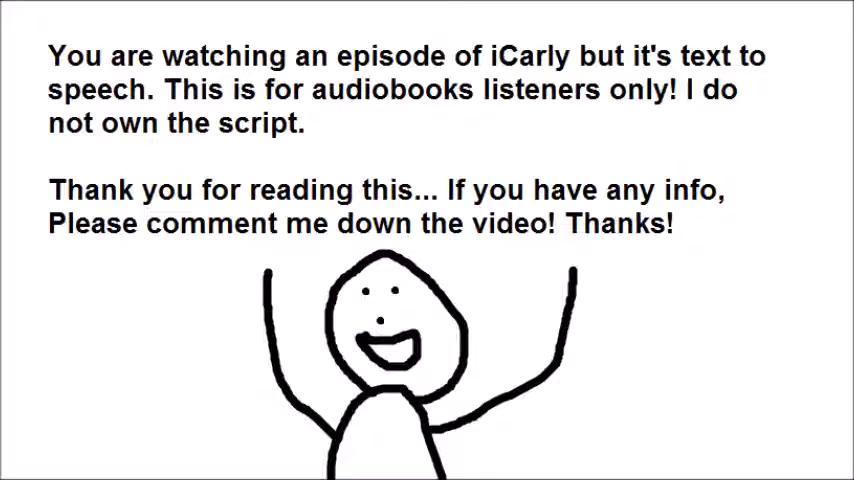 You are watching an episode of iCarly but it's text to
speech. This is for audiobooks listeners only! I do
not own the script.
Thank you for reading this... If you have any info,
Please comment me down the video! Thanks!